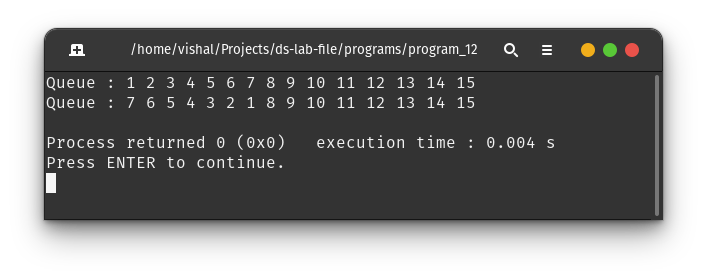 /home/vishal/Projects/ds-lab-file/programs/program_12
Queue : 1 2 3 4 5 6 7 8 9 10 11 12 13 14 15
Queue : 7 6 5 4 3 2 1 8 9 10 11 12 13 14 15
Process returned 0 (0x0)   execution time : 0.004 s
Press ENTER to continue.